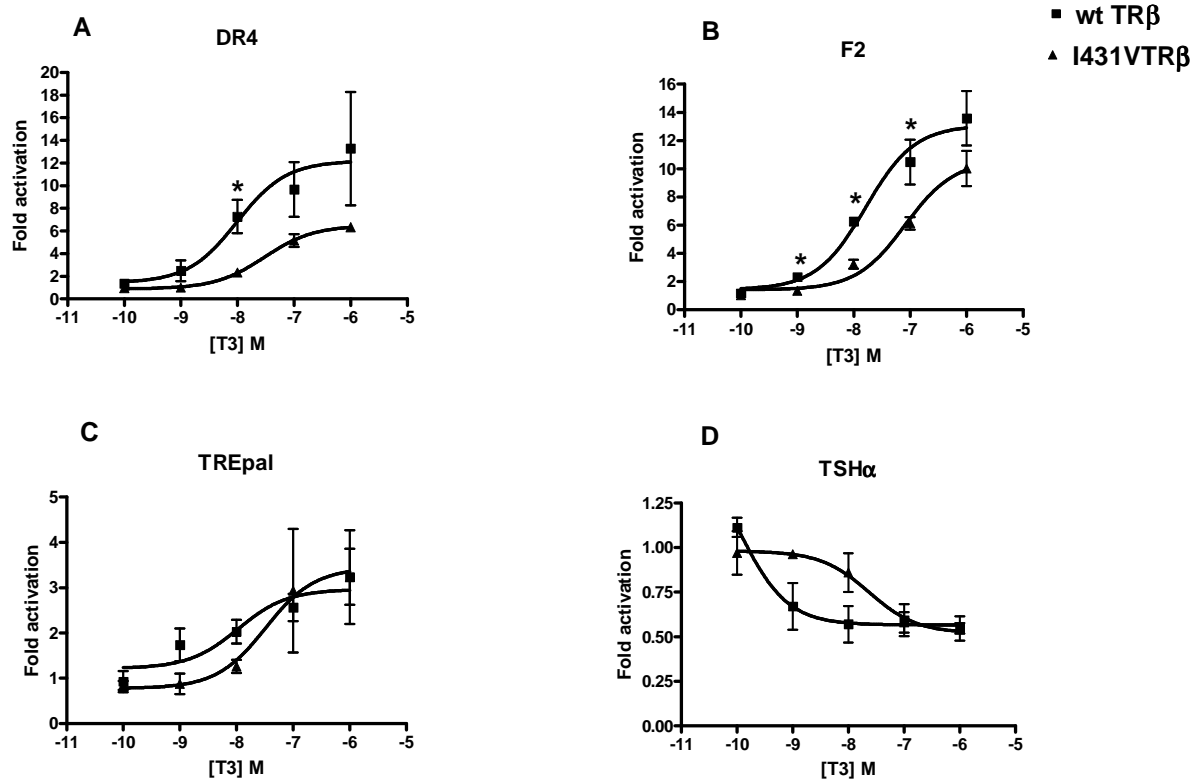 A
DR4
Fold activation
20
18
16
14
12
10
8
6
4
2
0
*
-11 -10 -9 -8 -7 -6 -5
[T3] M
B
F2
Fold activation
16
14
12
10
8
6
4
2
0
*
*
*
-11 -10 -9 -8 -7 -6 -5
[T3] M
wt TRβ
I431VTRβ
C
TREpal
Fold activation
5
4
3
2
1
0
-11 -10 -9 -8 -7 -6 -5
[T3] M
D
TSHα
Fold activation
1.25
1.00
0.75
0.50
0.25
0.00
-11 -10 -9 -8 -7 -6 -5
[T3] M